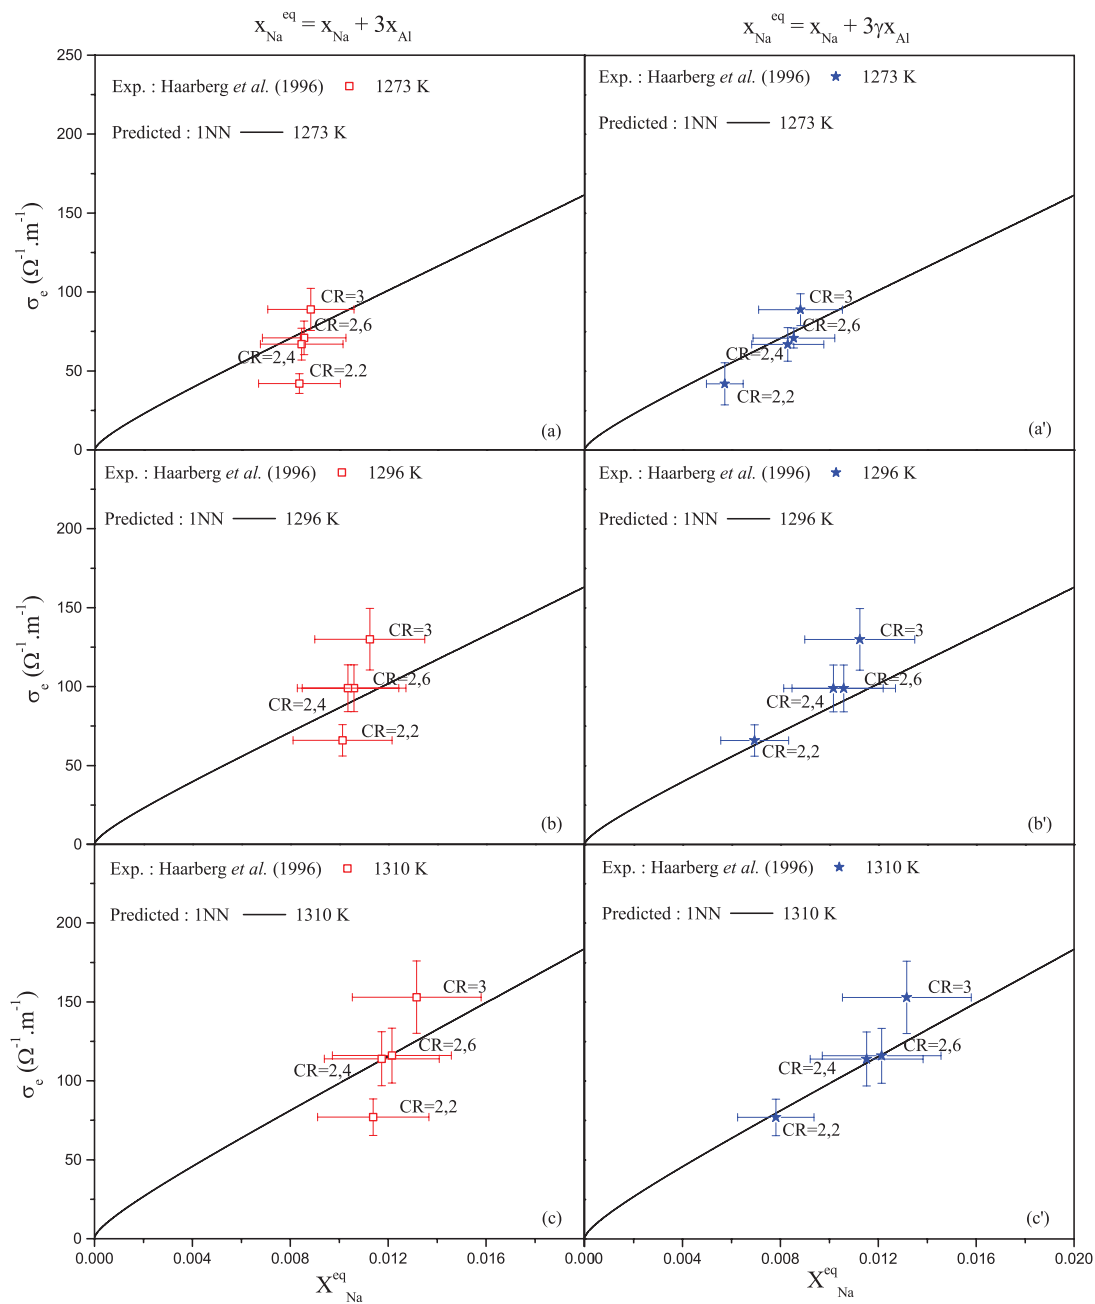 x_Na^eq = x_Na + 3x_Al
x_Na^eq = x_Na + 3γx_Al
Exp. : Haarberg et al. (1996) 1273 K
Predicted : 1NN 1273 K
CR=3
CR=2,6
CR=2,4
CR=2.2
(a)
250
200
150
100
50
0
σ_e (Ω^-1.m^-1)
Exp. : Haarberg et al. (1996) 1273 K
Predicted : 1NN 1273 K
CR=3
CR=2,6
CR=2,4
CR=2,2
(a')
Exp. : Haarberg et al. (1996) 1296 K
Predicted : 1NN 1296 K
CR=3
CR=2,6
CR=2,4
CR=2,2
(b)
200
150
100
50
0
σ_e (Ω^-1.m^-1)
Exp. : Haarberg et al. (1996) 1296 K
Predicted : 1NN 1296 K
CR=3
CR=2,6
CR=2,4
CR=2,2
(b')
Exp. : Haarberg et al. (1996) 1310 K
Predicted : 1NN 1310 K
CR=3
CR=2,6
CR=2,4
CR=2,2
(c)
200
150
100
50
0
σ_e (Ω^-1.m^-1)
Exp. : Haarberg et al. (1996) 1310 K
Predicted : 1NN 1310 K
CR=3
CR=2,6
CR=2,4
CR=2,2
(c')
0.000 0.004 0.008 0.012 0.016
0.004 0.008 0.012 0.016 0.020
X^eq_Na
X^eq_Na